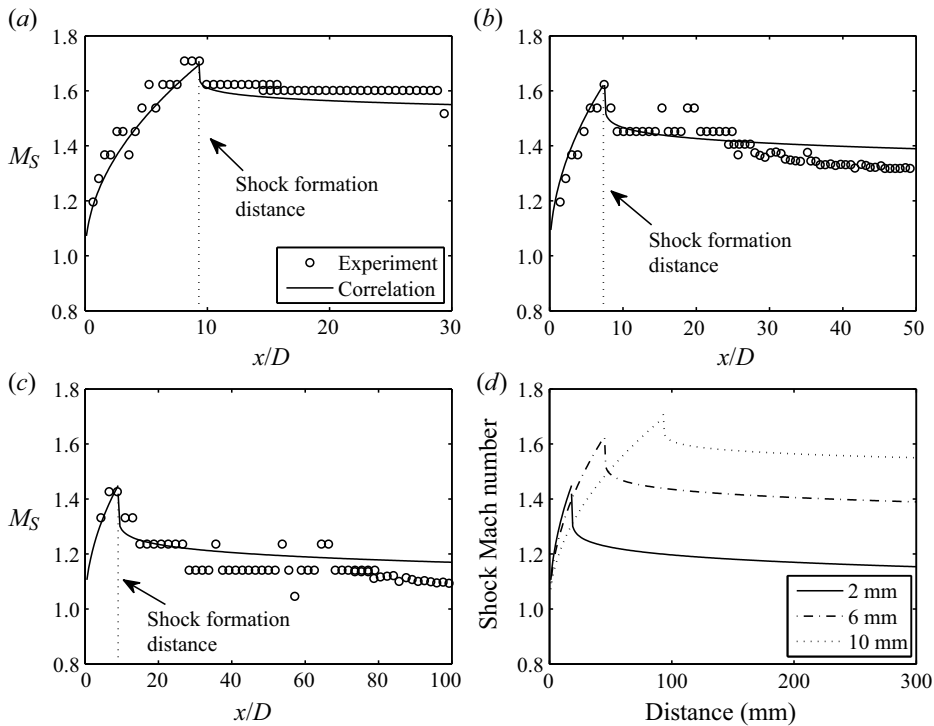 (a)
1.8
1.6
1.4
1.2
1.0
0.8
M_S
Shock formation
distance
Experiment
Correlation
0 10 20 30
x/D
(b)
1.8
1.6
1.4
1.2
1.0
0.8
Shock formation
distance
0 10 20 30 40 50
x/D
(c)
1.8
1.6
1.4
1.2
1.0
0.8
M_S
Shock formation
distance
0 20 40 60 80 100
x/D
(d)
1.8
1.6
1.4
1.2
1.0
0.8
Shock Mach number
2 mm
6 mm
10 mm
0 100 200 300
Distance (mm)